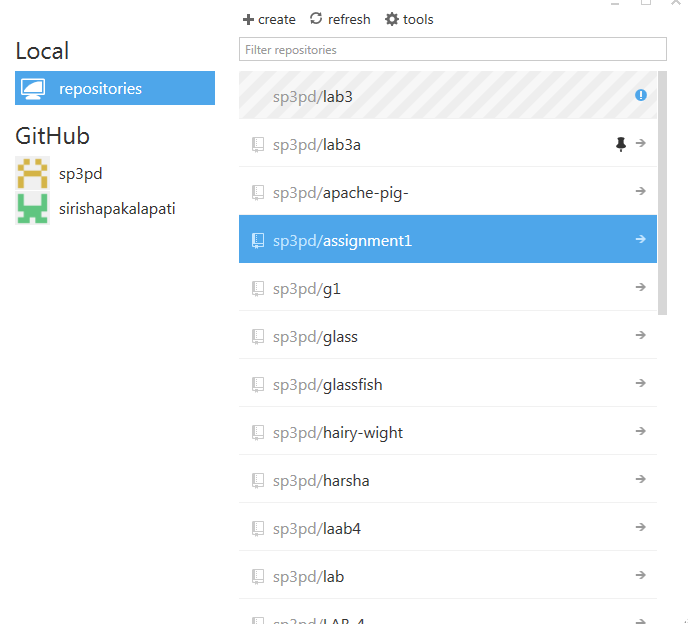 create refresh tools
Filter repositories
Local
repositories
GitHub
sp3pd
sirishapakalapati
sp3pd/lab3
sp3pd/lab3a
sp3pd/apache-pig-
sp3pd/assignment1
sp3pd/g1
sp3pd/glass
sp3pd/glassfish
sp3pd/hairy-wight
sp3pd/harsha
sp3pd/laab4
sp3pd/lab
sp3pd/LAB-4